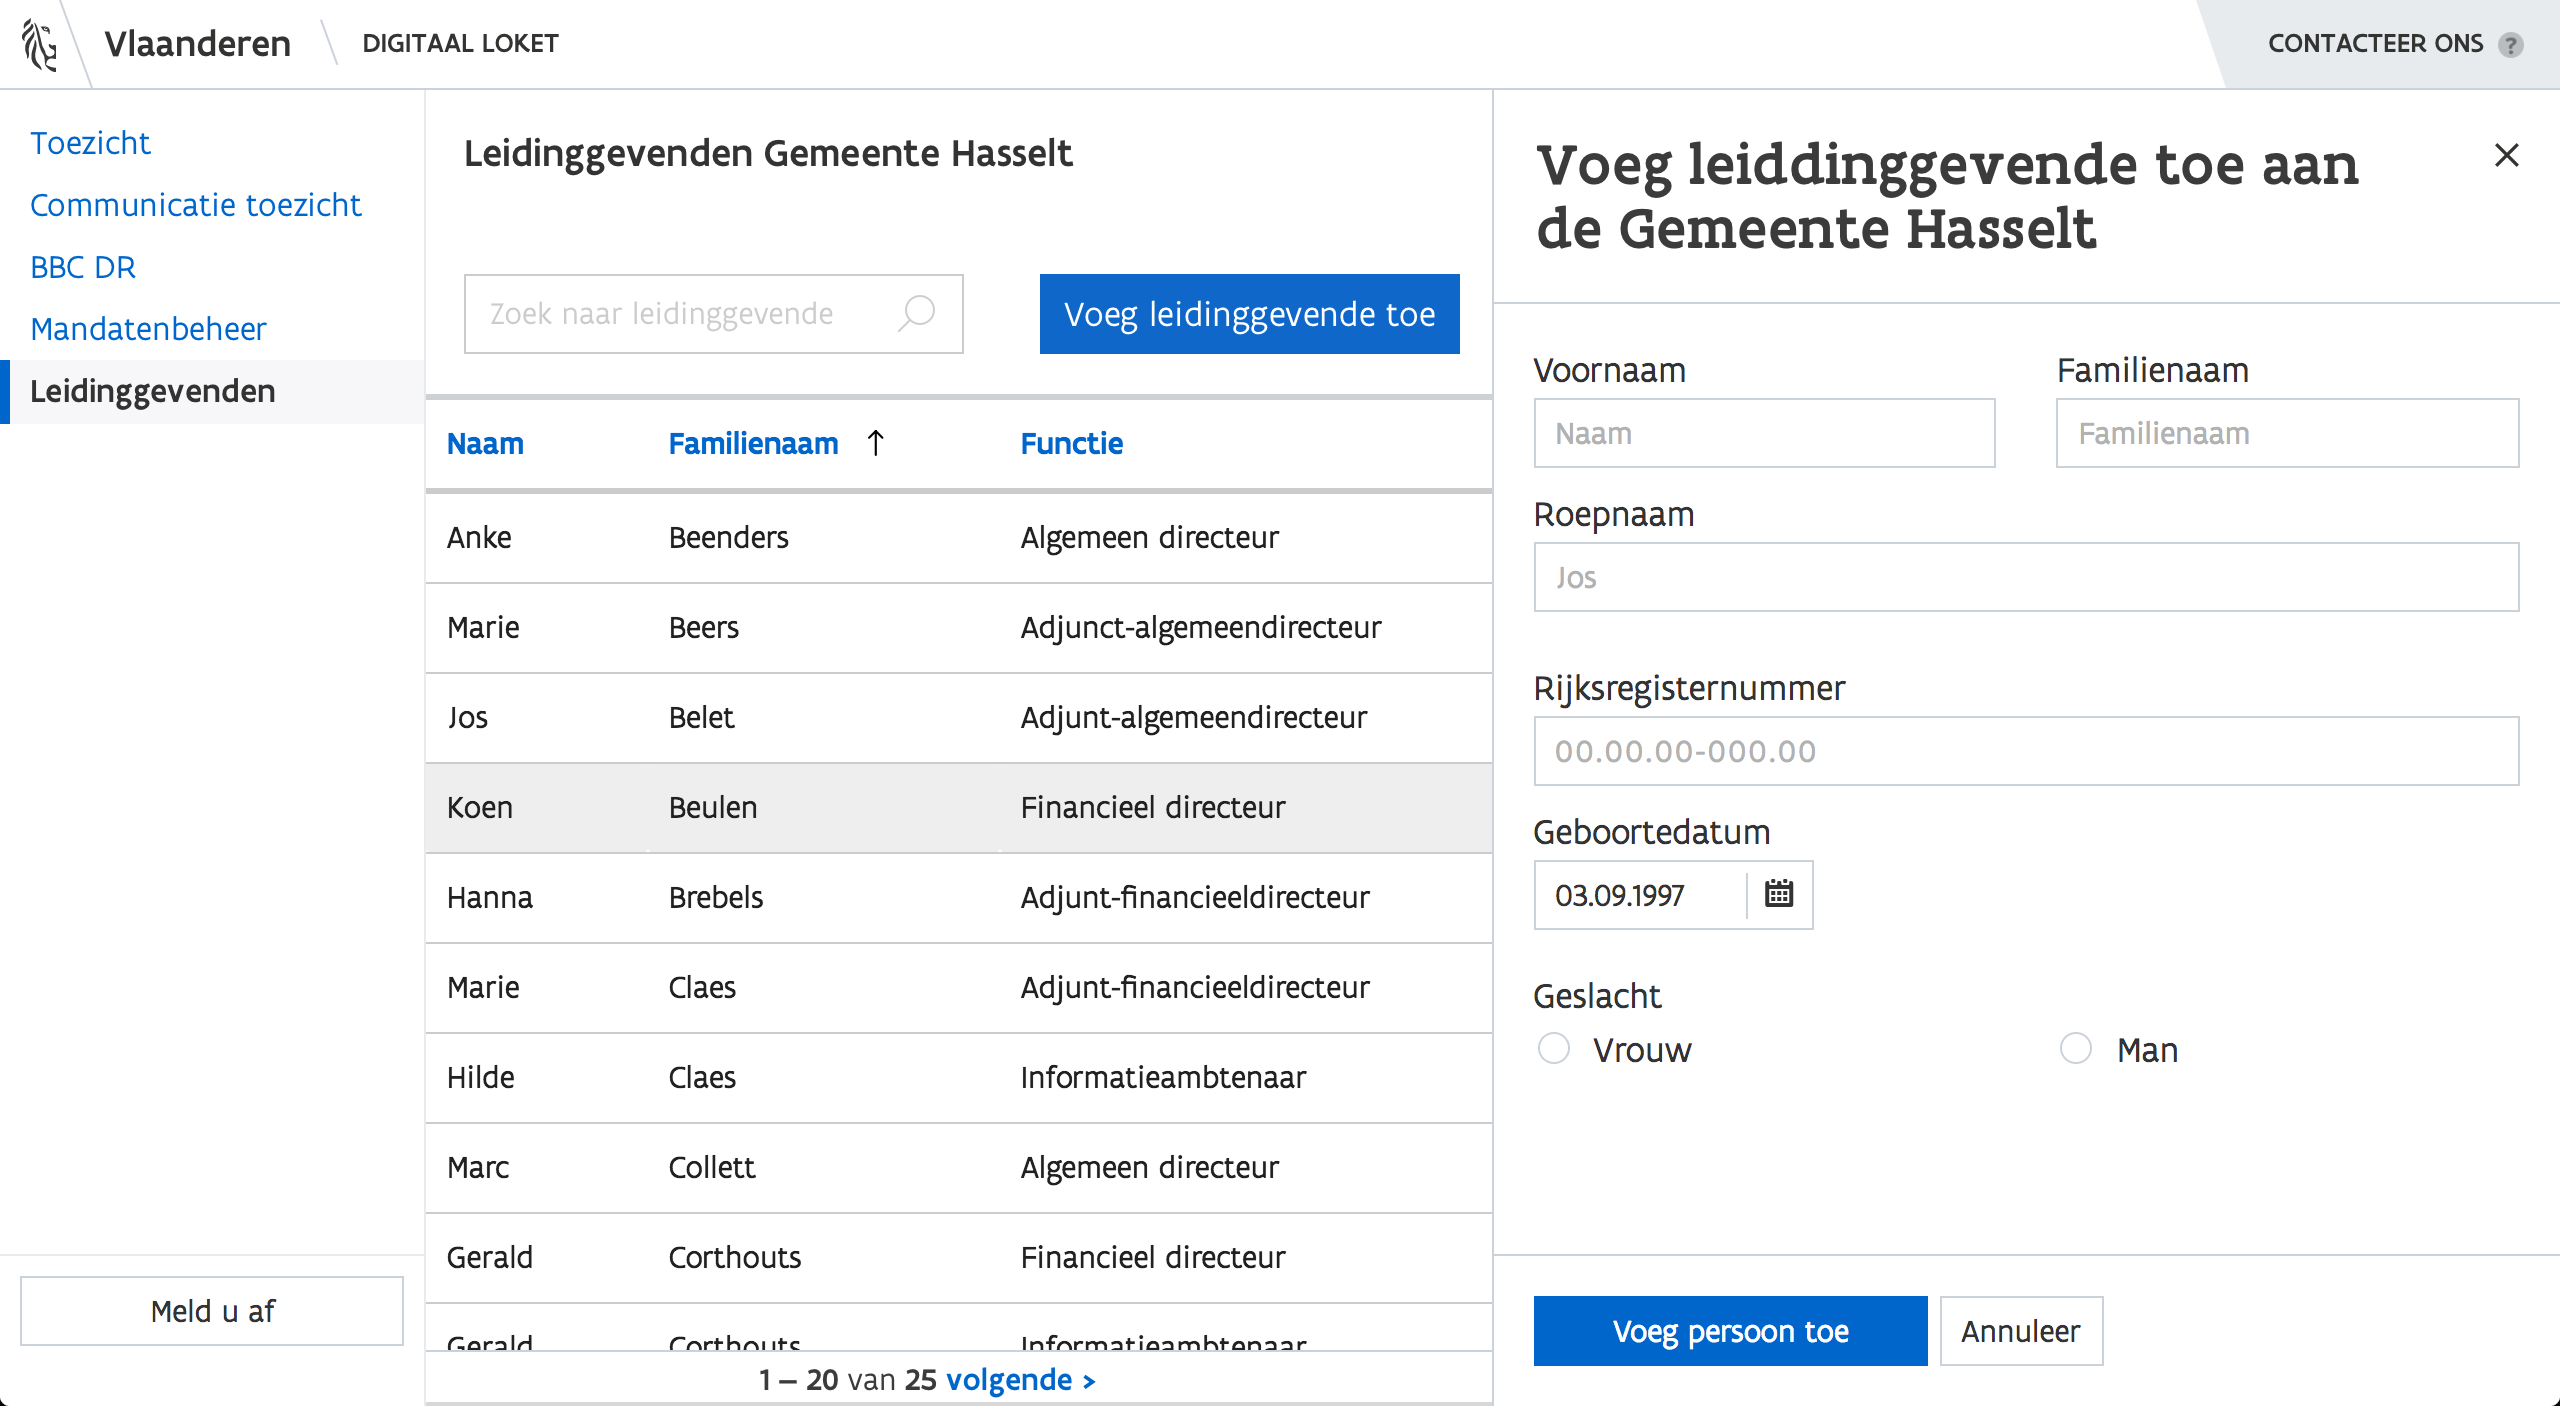 Vlaanderen
DIGITAAL LOKET
CONTACTEER ONS ?
Toezicht
Communicatie toezicht
BBC DR
Mandatenbeheer
Leidinggevenden
Meld u af
Leidinggevenden Gemeente Hasselt
Zoek naar leidinggevende
Voeg leidinggevende toe
Naam Familienaam ↑ Functie
Anke Beenders Algemeen directeur
Marie Beers Adjunct-algemeendirecteur
Jos Belet Adjunt-algemeendirecteur
Koen Beulen Financieel directeur
Hanna Brebels Adjunt-financieeldirecteur
Marie Claes Adjunt-financieeldirecteur
Hilde Claes Informatieambtenaar
Marc Collett Algemeen directeur
Gerald Corthouts Financieel directeur
Gerald Corthouts Informatieambtenaar
1 – 20 van 25 volgende >
Voeg leiddinggevende toe aan
de Gemeente Hasselt
Voornaam Familienaam
Naam Familienaam
Roepnaam
Jos
Rijksregisternummer
00.00.00-000.00
Geboortedatum
03.09.1997
Geslacht
Vrouw Man
Voeg persoon toe Annuleer